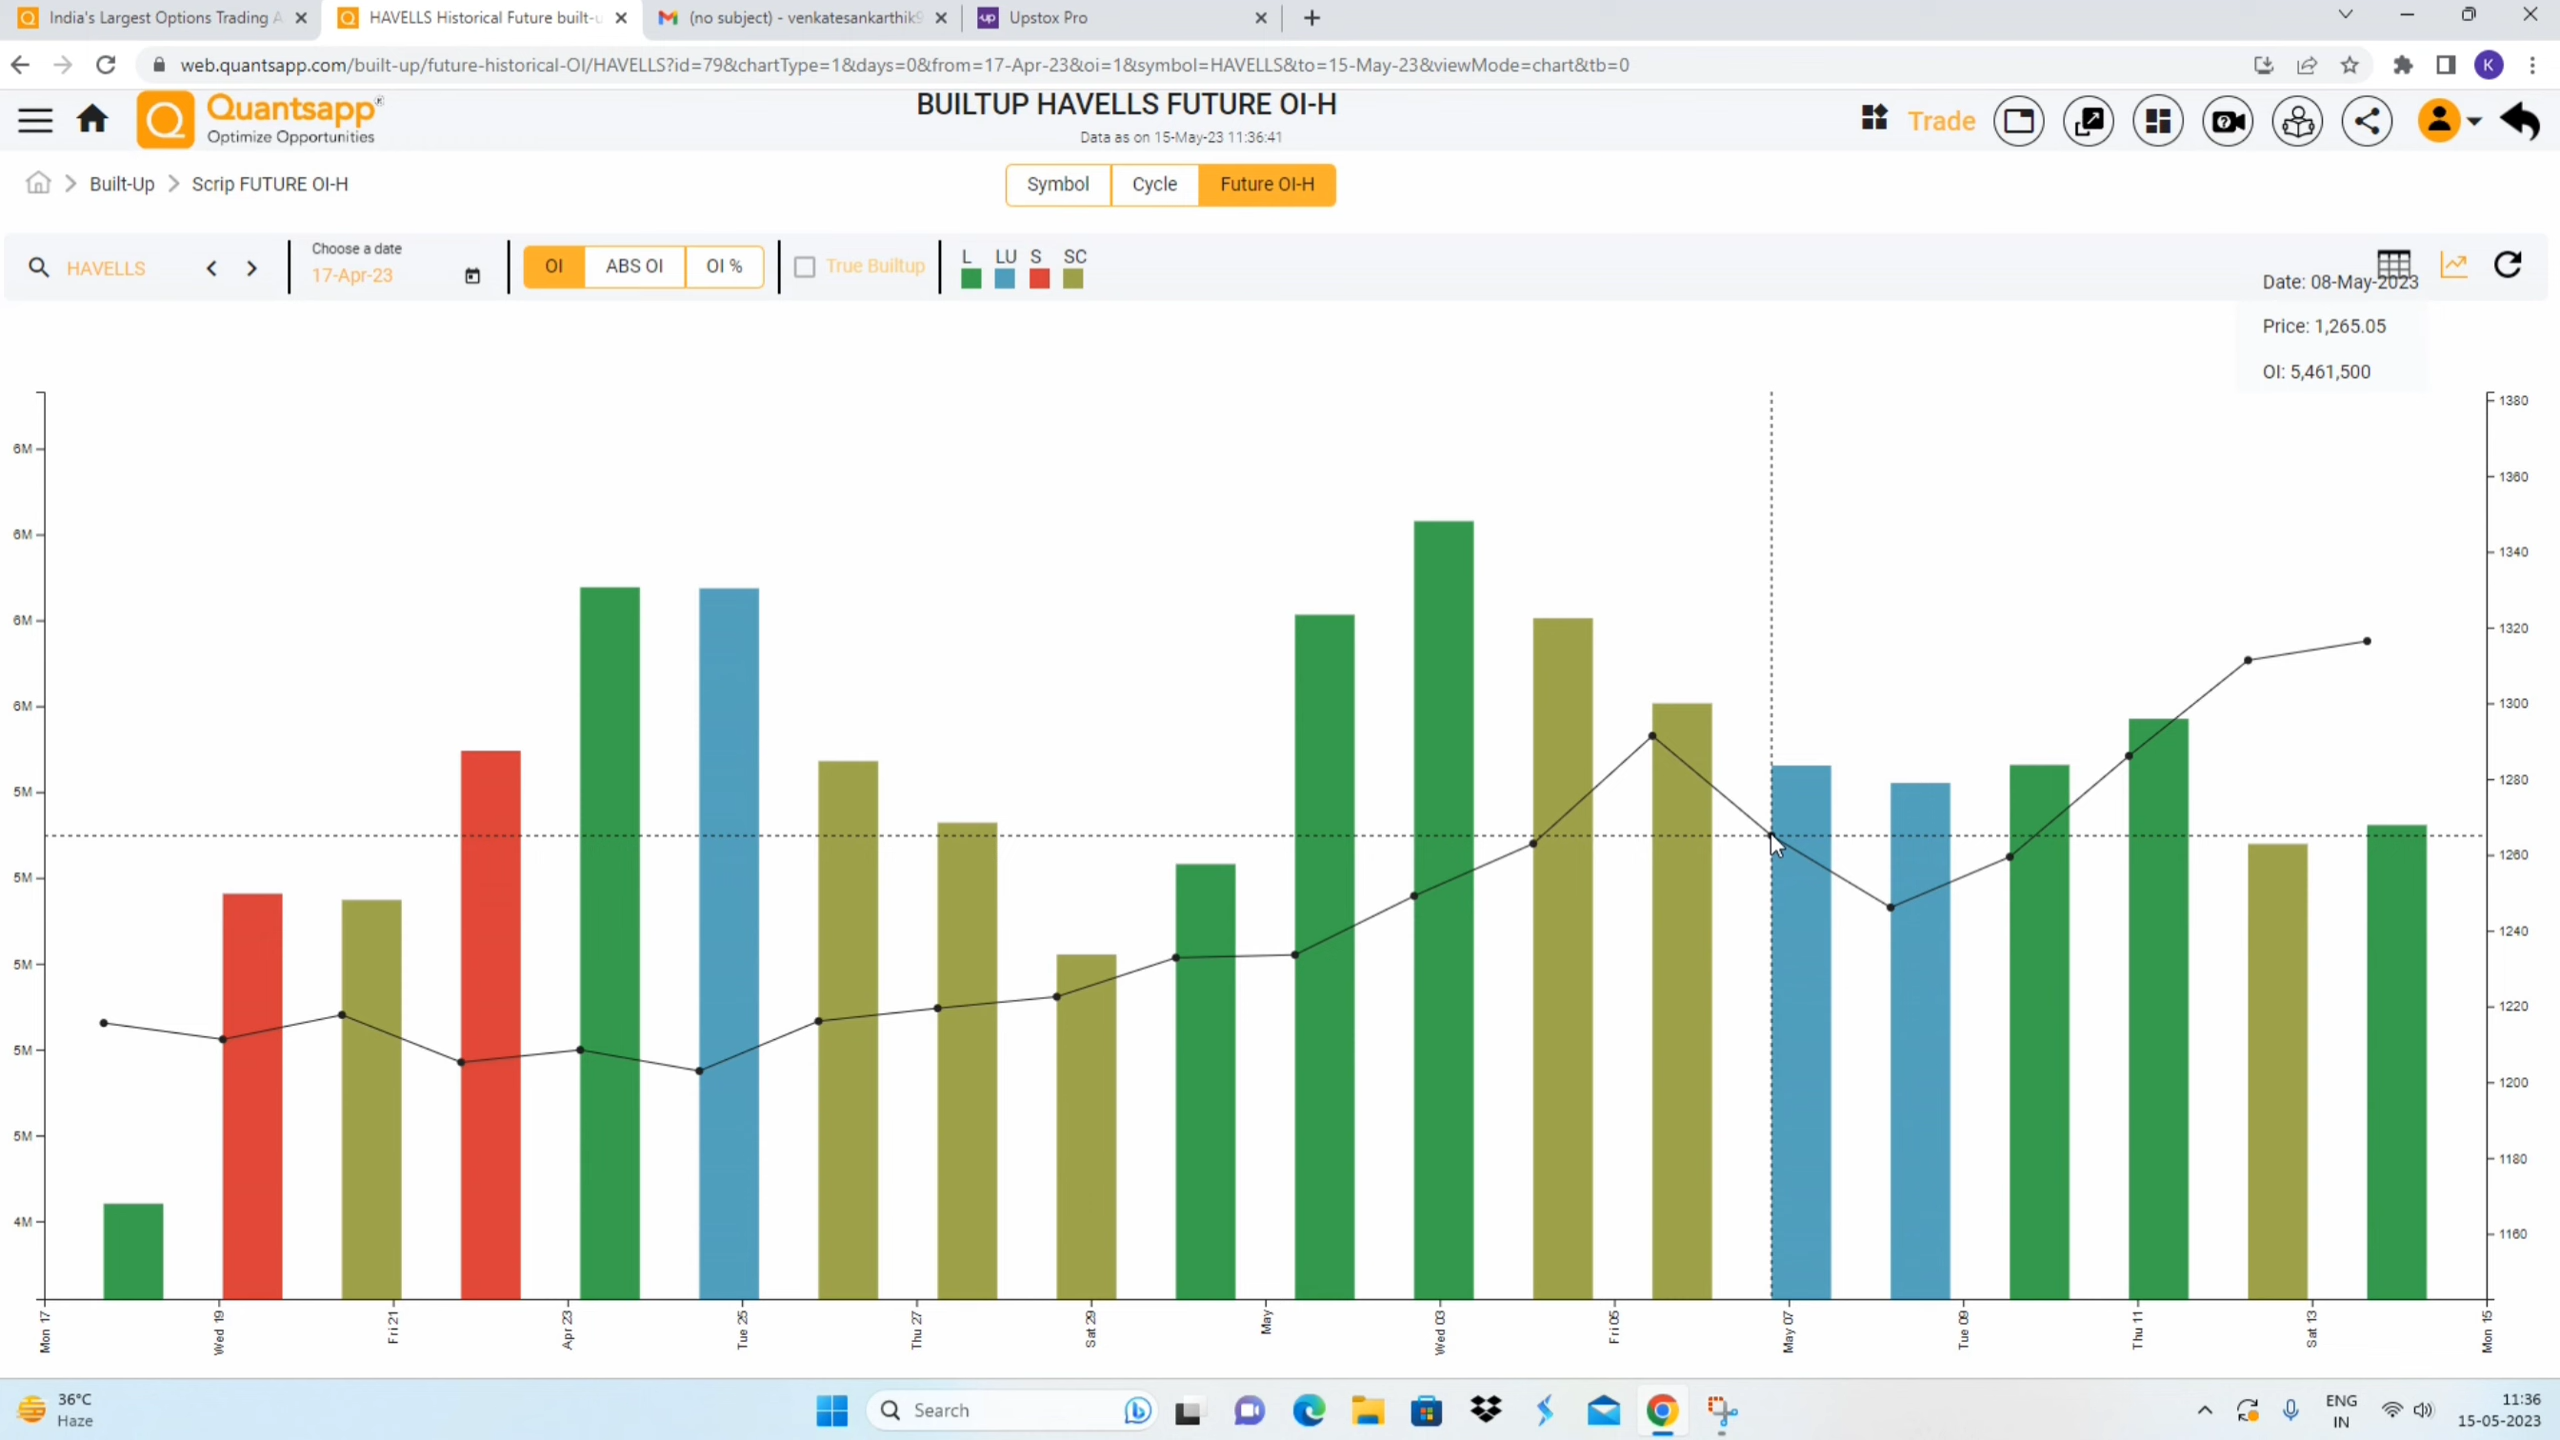 India's Largest Options Trading A
HAVELLS Historical Future built-u
(no subject) - venkatesankarthik9
up Upstox Pro
web.quantsapp.com/built-up/future-historical-OI/HAVELLS?id=79&chartType=1&days=0&from=17-Apr-23&oi=1&symbol=HAVELLS&to=15-May-23&viewMode=chart&tb=0
K
Quantsapp®
Optimize Opportunities
BUILTUP HAVELLS FUTURE OI-H
Data as on 15-May-23 11:36:41
Trade
Built-Up > Scrip FUTURE OI-H
Symbol Cycle Future OI-H
HAVELLS
Choose a date
17-Apr-23
OI ABS OI OI %
True Builtup
L LU S SC
Date: 08-May-2023
Price: 1,265.05
OI: 5,461,500
6M
6M
6M
6M
5M
5M
5M
5M
5M
4M
1380
1360
1340
1320
1300
1280
1260
1240
1220
1200
1180
1160
Mon 17
Wed 19
Fri 21
Apr 23
Tue 25
Thu 27
Sat 29
May
Wed 03
Fri 05
May 07
Tue 09
Thu 11
Sat 13
Mon 15
36°C
Haze
Search
ENG
IN
11:36
15-05-2023